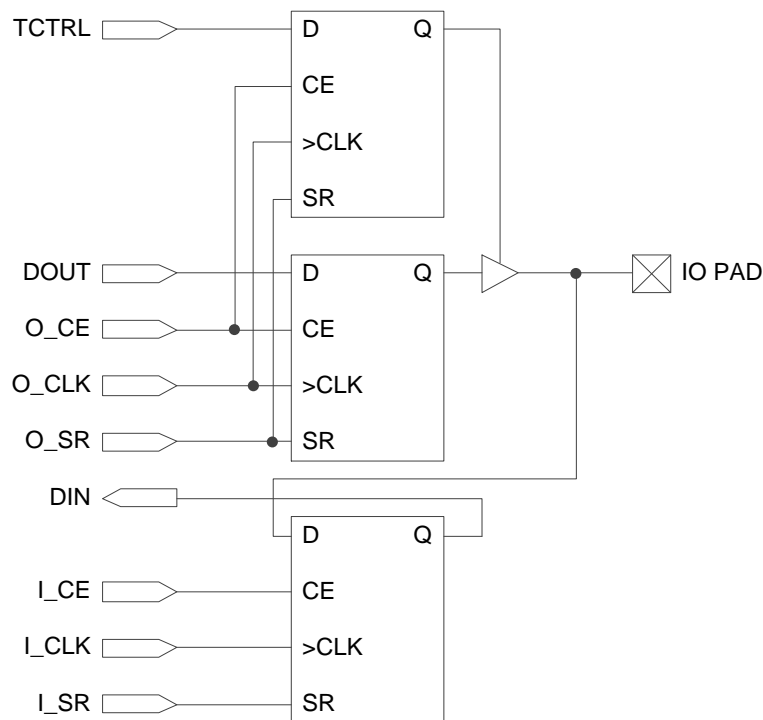 TCTRL
D Q
CE
>CLK
SR
DOUT
D Q
IO PAD
O_CE
CE
O_CLK
>CLK
O_SR
SR
DIN
D Q
I_CE
CE
I_CLK
>CLK
I_SR
SR